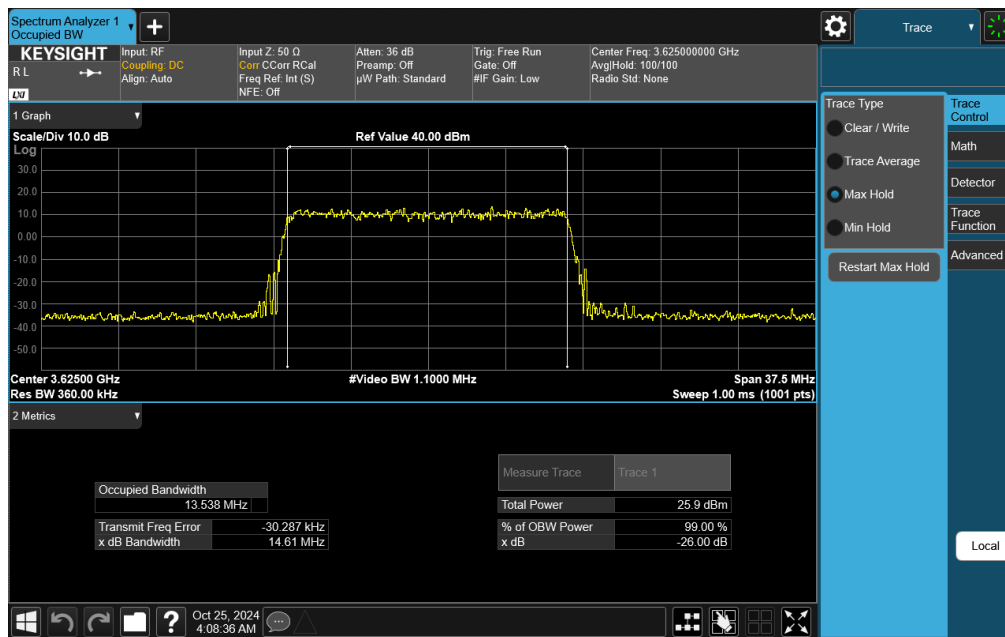 Spectrum Analyzer 1
Occupied BW
Trace
KEYSIGHT
R L
LXI
Input: RF
Coupling: DC
Align: Auto
Input Z: 50 Ω
Corr CCorr RCal
Freq Ref: Int (S)
NFE: Off
Atten: 36 dB
Preamp: Off
µW Path: Standard
Trig: Free Run
Gate: Off
#IF Gain: Low
Center Freq: 3.625000000 GHz
Avg|Hold: 100/100
Radio Std: None
1 Graph
Scale/Div 10.0 dB
Ref Value 40.00 dBm
Log
30.0
20.0
10.0
0.00
-10.0
-20.0
-30.0
-40.0
-50.0
Center 3.62500 GHz
#Video BW 1.1000 MHz
Span 37.5 MHz
Res BW 360.00 kHz
Sweep 1.00 ms (1001 pts)
2 Metrics
Measure Trace
Trace 1
Occupied Bandwidth
13.538 MHz
Total Power
25.9 dBm
Transmit Freq Error
-30.287 kHz
% of OBW Power
99.00 %
x dB Bandwidth
14.61 MHz
x dB
-26.00 dB
Trace Type
Clear / Write
Trace Average
Max Hold
Min Hold
Restart Max Hold
Trace
Control
Math
Detector
Trace
Function
Advanced
Local
?
Oct 25, 2024
4:08:36 AM